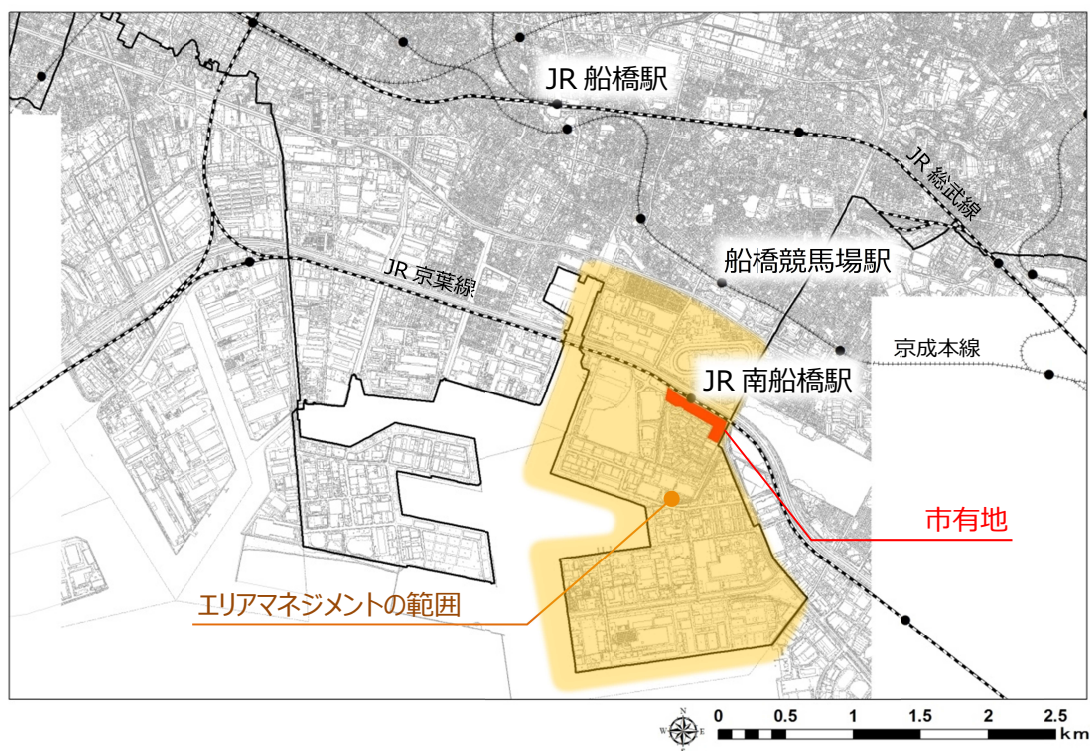 JR 船橋駅
JR 総武線
船橋競馬場駅
JR 京葉線
京成本線
JR 南船橋駅
市有地
エリアマネジメントの範囲
N
W
E
S
0 0.5 1 1.5 2 2.5
km